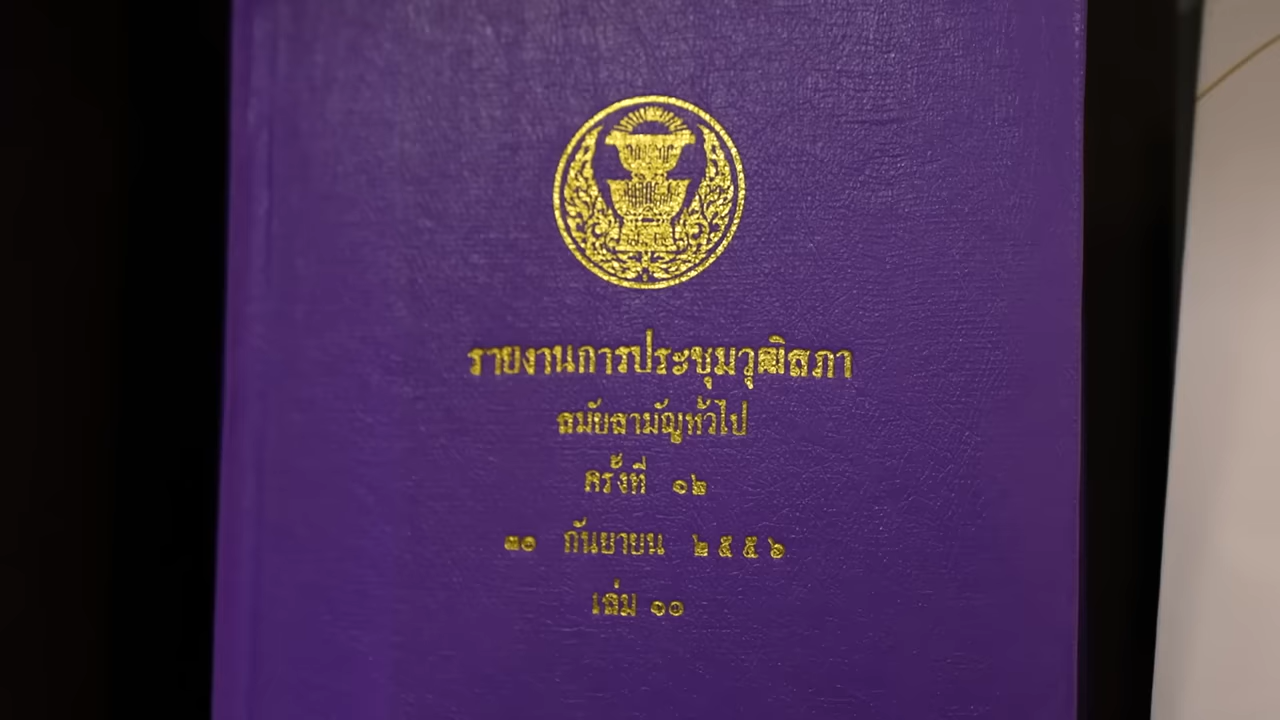 รายงานการประชุมวุฒิสภา
สมัยสามัญทั่วไป
ครั้งที่ ๑๒
๓๐ กันยายน ๒๕๕๖
เล่ม ๑๐